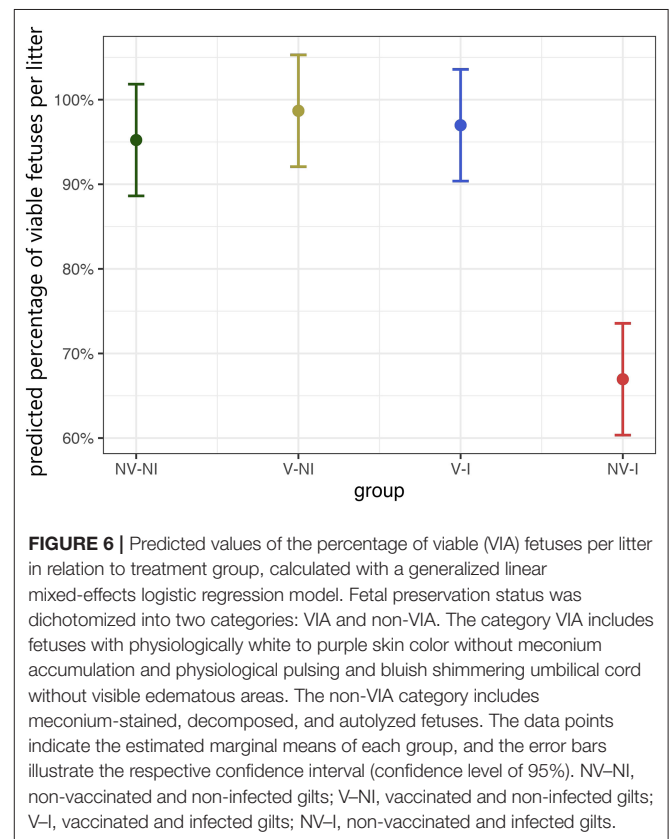 predicted percentage of viable fetuses per litter
100%
90%
80%
70%
60%
NV-NI
V-NI
V-I
NV-I
group
FIGURE 6 | Predicted values of the percentage of viable (VIA) fetuses per litter
in relation to treatment group, calculated with a generalized linear
mixed-effects logistic regression model. Fetal preservation status was
dichotomized into two categories: VIA and non-VIA. The category VIA includes
fetuses with physiologically white to purple skin color without meconium
accumulation and physiological pulsing and bluish shimmering umbilical cord
without visible edematous areas. The non-VIA category includes
meconium-stained, decomposed, and autolyzed fetuses. The data points
indicate the estimated marginal means of each group, and the error bars
illustrate the respective confidence interval (confidence level of 95%). NV–NI,
non-vaccinated and non-infected gilts; V–NI, vaccinated and non-infected gilts;
V–I, vaccinated and infected gilts; NV–I, non-vaccinated and infected gilts.